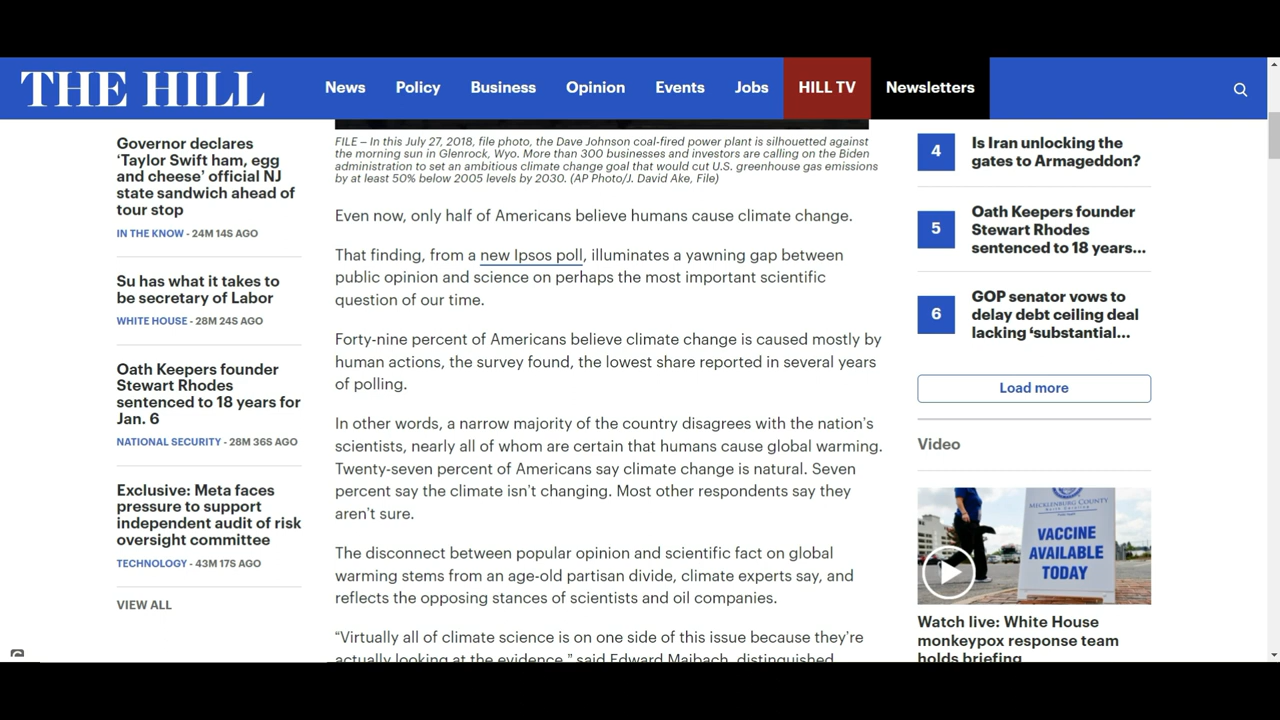 THE HILL
News Policy Business Opinion Events Jobs HILL TV Newsletters
Governor declares
‘Taylor Swift ham, egg
and cheese’ official NJ
state sandwich ahead of
tour stop
IN THE KNOW - 24M 14S AGO
Su has what it takes to
be secretary of Labor
WHITE HOUSE - 28M 24S AGO
Oath Keepers founder
Stewart Rhodes
sentenced to 18 years for
Jan. 6
NATIONAL SECURITY - 28M 36S AGO
Exclusive: Meta faces
pressure to support
independent audit of risk
oversight committee
TECHNOLOGY - 43M 17S AGO
VIEW ALL
FILE – In this July 27, 2018, file photo, the Dave Johnson coal-fired power plant is silhouetted against
the morning sun in Glenrock, Wyo. More than 300 businesses and investors are calling on the Biden
administration to set an ambitious climate change goal that would cut U.S. greenhouse gas emissions
by at least 50% below 2005 levels by 2030. (AP Photo/J. David Ake, File)
Even now, only half of Americans believe humans cause climate change.
That finding, from a new Ipsos poll, illuminates a yawning gap between
public opinion and science on perhaps the most important scientific
question of our time.
Forty-nine percent of Americans believe climate change is caused mostly by
human actions, the survey found, the lowest share reported in several years
of polling.
In other words, a narrow majority of the country disagrees with the nation’s
scientists, nearly all of whom are certain that humans cause global warming.
Twenty-seven percent of Americans say climate change is natural. Seven
percent say the climate isn’t changing. Most other respondents say they
aren’t sure.
The disconnect between popular opinion and scientific fact on global
warming stems from an age-old partisan divide, climate experts say, and
reflects the opposing stances of scientists and oil companies.
“Virtually all of climate science is on one side of this issue because they’re
actually looking at the evidence,” said Edward Maibach, distinguished
4
Is Iran unlocking the
gates to Armageddon?
5
Oath Keepers founder
Stewart Rhodes
sentenced to 18 years...
6
GOP senator vows to
delay debt ceiling deal
lacking ‘substantial...
Load more
Video
MECKLENBURG COUNTY
VACCINE
AVAILABLE
TODAY
Watch live: White House
monkeypox response team
holds briefing